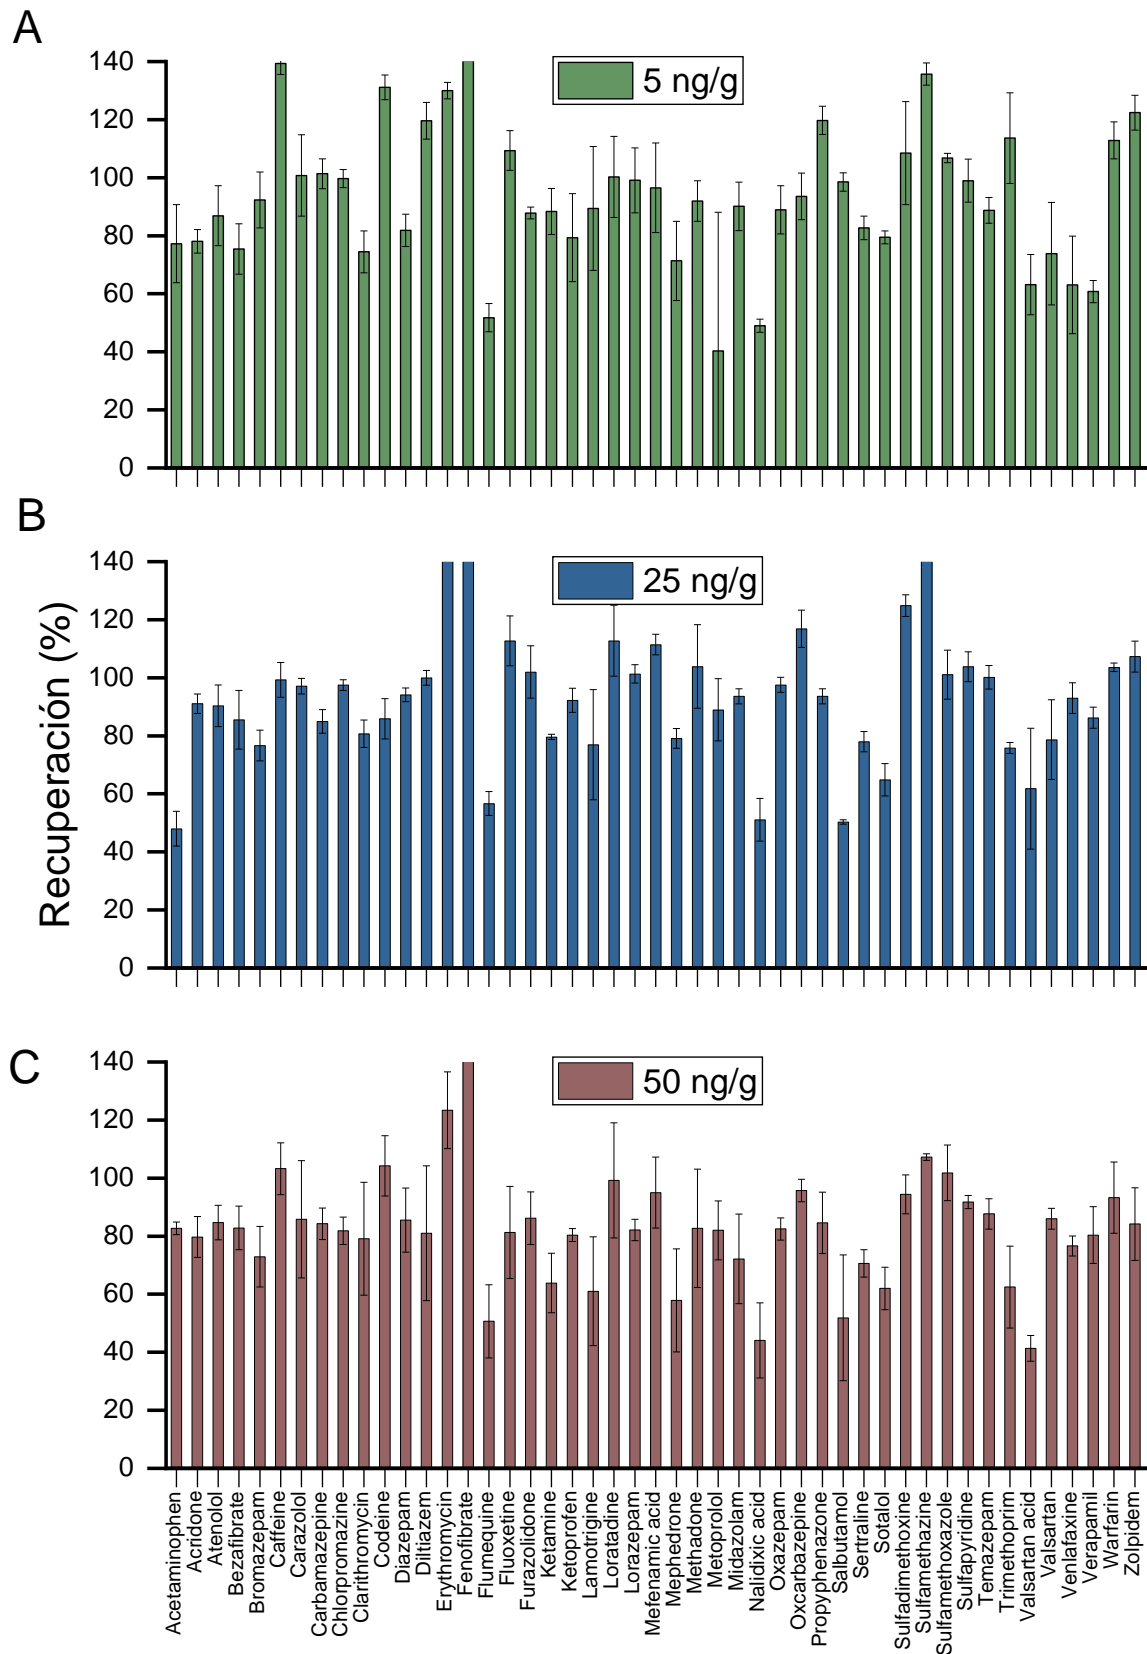 A
5 ng/g
140
120
100
80
60
40
20
0
B
25 ng/g
140
120
100
80
60
40
20
0
Recuperación (%)
C
50 ng/g
140
120
100
80
60
40
20
0
Acetaminophen
Acridone
Atenolol
Bezafibrate
Bromazepam
Caffeine
Carazolol
Carbamazepine
Chlorpromazine
Clarithromycin
Codeine
Diazepam
Diltiazem
Erythromycin
Fenofibrate
Flumequine
Fluoxetine
Furazolidone
Ketamine
Ketoprofen
Lamotrigine
Loratadine
Lorazepam
Mefenamic acid
Mephedrone
Methadone
Metoprolol
Midazolam
Nalidixic acid
Oxazepam
Oxcarbazepine
Propyphenazone
Salbutamol
Sertraline
Sotalol
Sulfadimethoxine
Sulfamethazine
Sulfamethoxazole
Sulfapyridine
Temazepam
Trimethoprim
Valsartan acid
Valsartan
Venlafaxine
Verapamil
Warfarin
Zolpidem